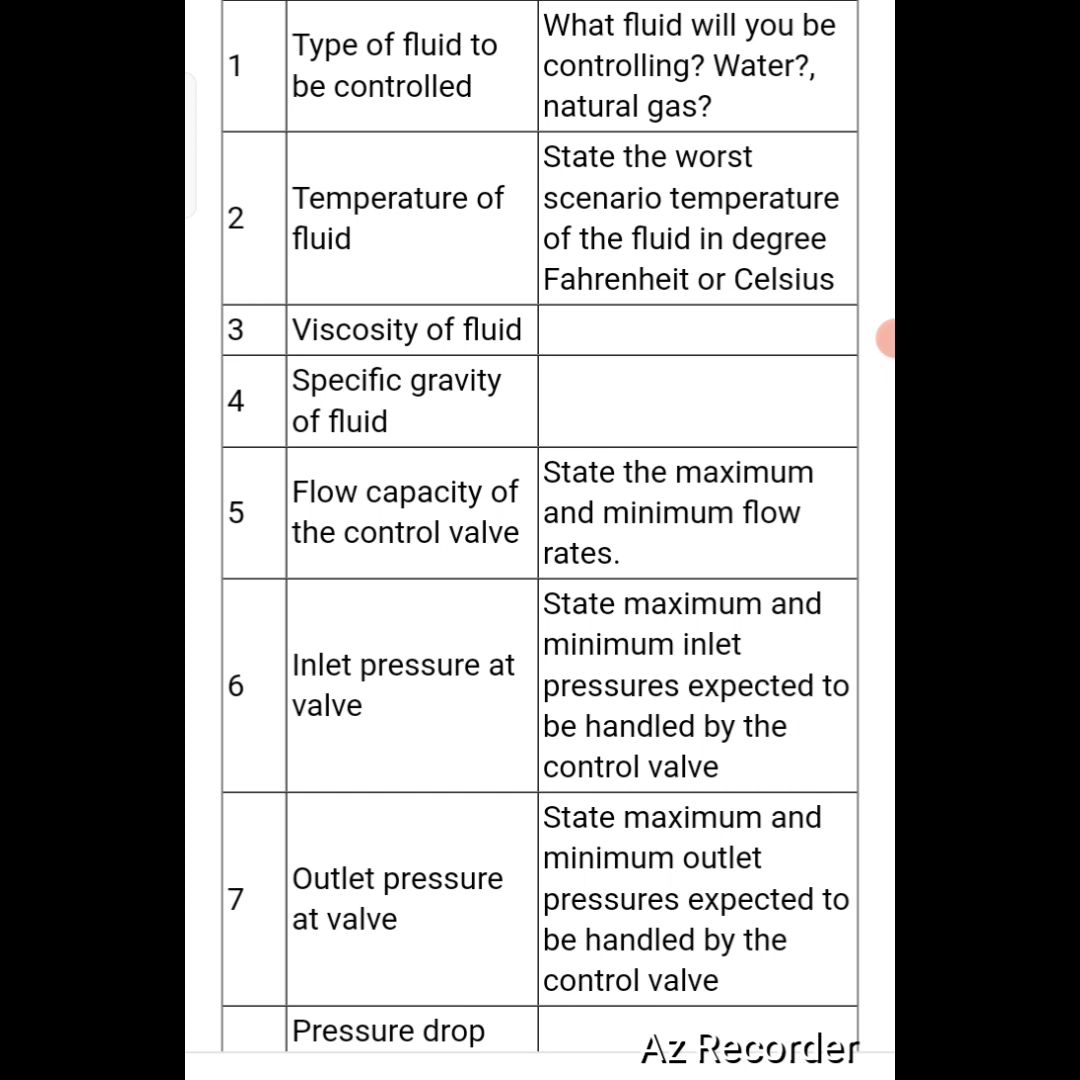 1
Type of fluid to
be controlled
What fluid will you be
controlling? Water?,
natural gas?
2
Temperature of
fluid
State the worst
scenario temperature
of the fluid in degree
Fahrenheit or Celsius
3
Viscosity of fluid
4
Specific gravity
of fluid
5
Flow capacity of
the control valve
State the maximum
and minimum flow
rates.
6
Inlet pressure at
valve
State maximum and
minimum inlet
pressures expected to
be handled by the
control valve
7
Outlet pressure
at valve
State maximum and
minimum outlet
pressures expected to
be handled by the
control valve
Pressure drop
Az Recorder